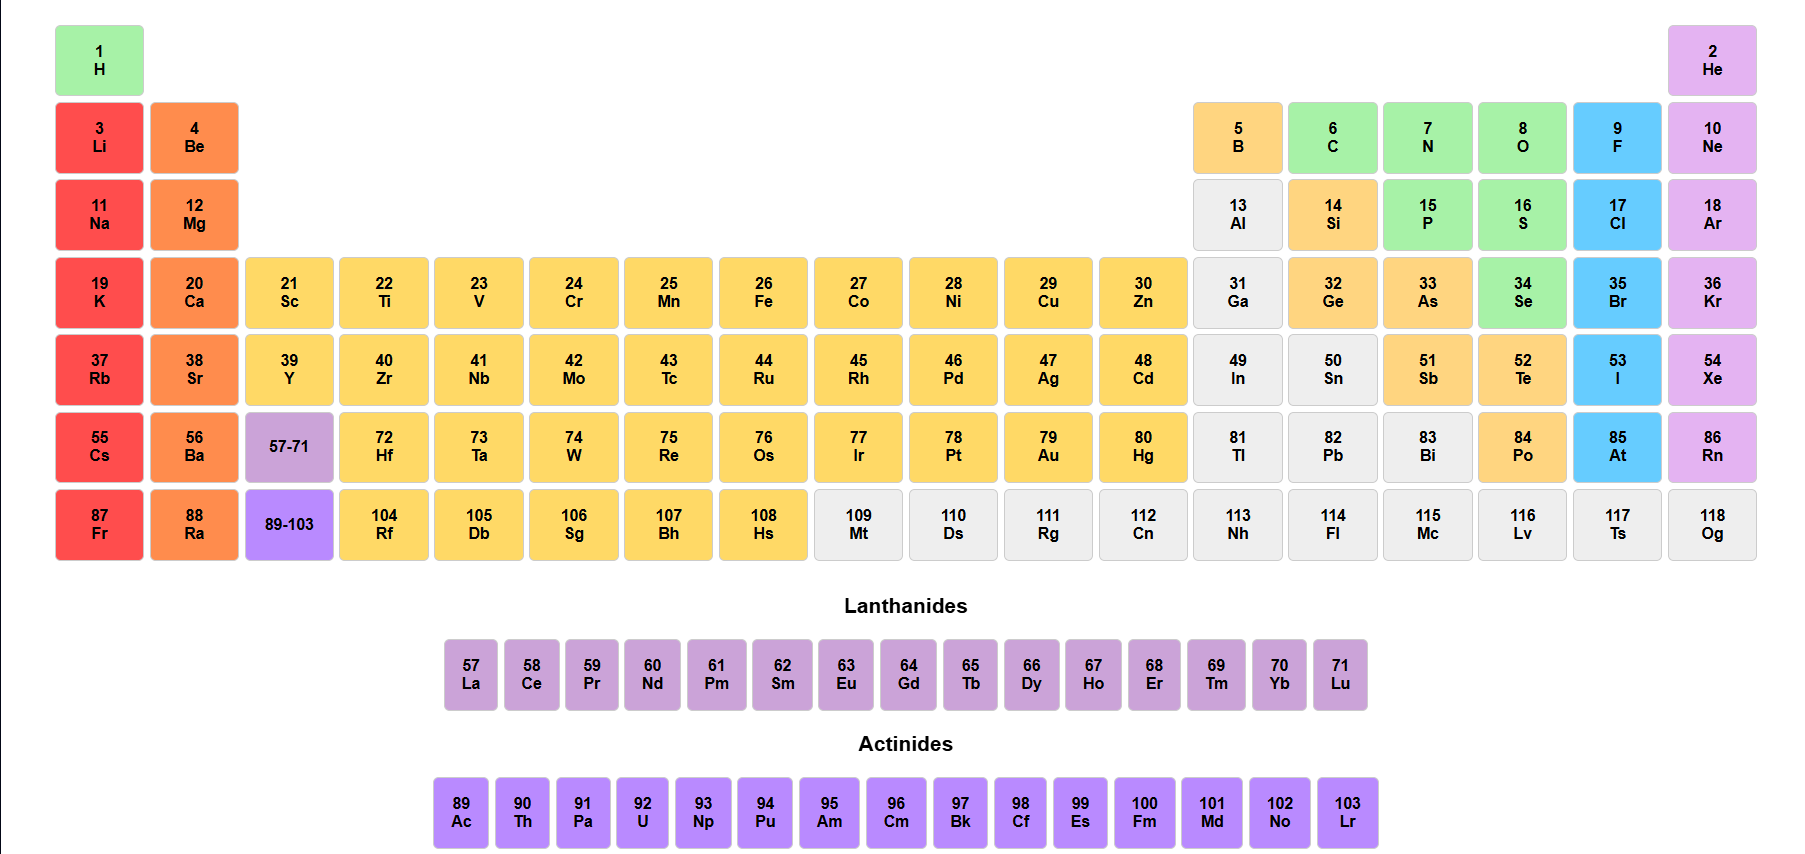 1
H
2
He
3
Li
4
Be
5
B
6
C
7
N
8
O
9
F
10
Ne
11
Na
12
Mg
13
Al
14
Si
15
P
16
S
17
Cl
18
Ar
19
K
20
Ca
21
Sc
22
Ti
23
V
24
Cr
25
Mn
26
Fe
27
Co
28
Ni
29
Cu
30
Zn
31
Ga
32
Ge
33
As
34
Se
35
Br
36
Kr
37
Rb
38
Sr
39
Y
40
Zr
41
Nb
42
Mo
43
Tc
44
Ru
45
Rh
46
Pd
47
Ag
48
Cd
49
In
50
Sn
51
Sb
52
Te
53
I
54
Xe
55
Cs
56
Ba
57-71
72
Hf
73
Ta
74
W
75
Re
76
Os
77
Ir
78
Pt
79
Au
80
Hg
81
Tl
82
Pb
83
Bi
84
Po
85
At
86
Rn
87
Fr
88
Ra
89-103
104
Rf
105
Db
106
Sg
107
Bh
108
Hs
109
Mt
110
Ds
111
Rg
112
Cn
113
Nh
114
Fl
115
Mc
116
Lv
117
Ts
118
Og
Lanthanides
57
La
58
Ce
59
Pr
60
Nd
61
Pm
62
Sm
63
Eu
64
Gd
65
Tb
66
Dy
67
Ho
68
Er
69
Tm
70
Yb
71
Lu
Actinides
89
Ac
90
Th
91
Pa
92
U
93
Np
94
Pu
95
Am
96
Cm
97
Bk
98
Cf
99
Es
100
Fm
101
Md
102
No
103
Lr